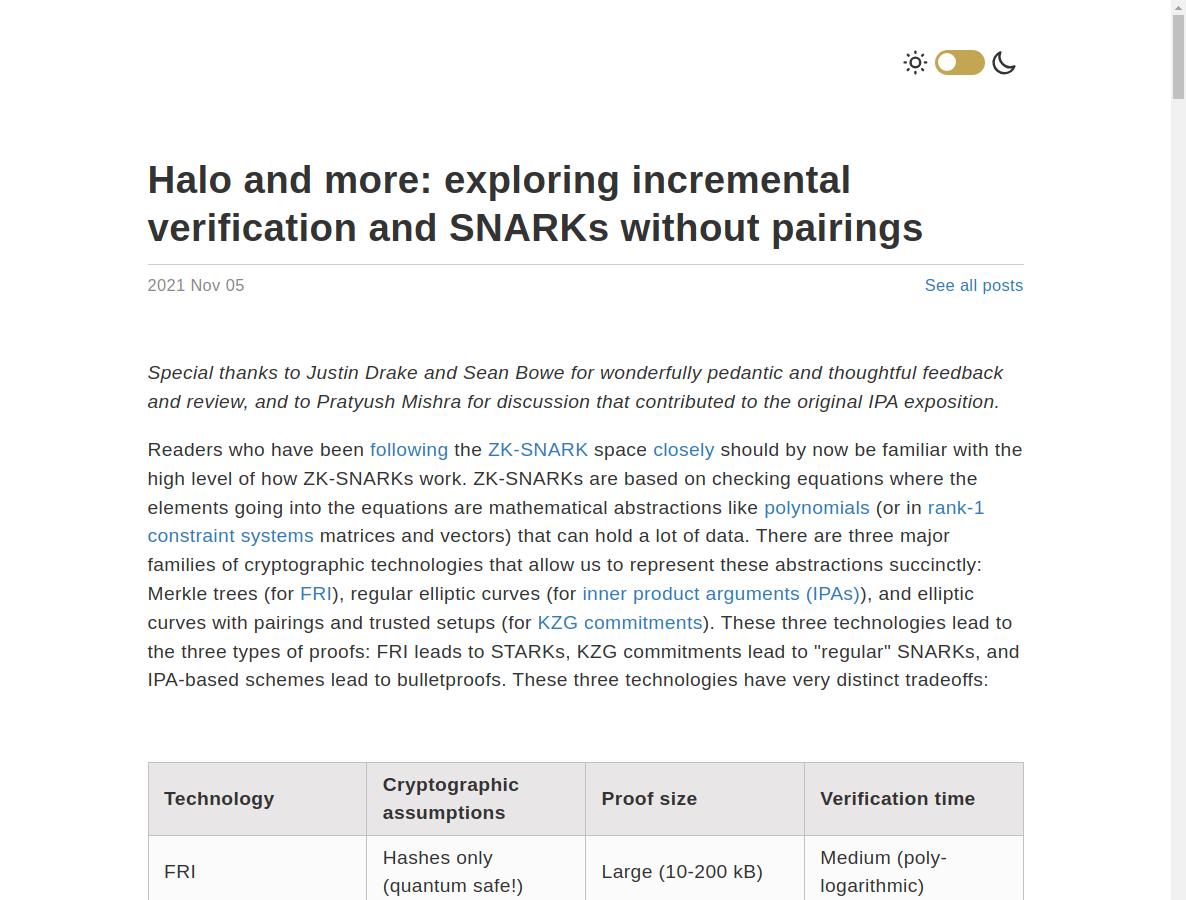 Halo and more: exploring incremental
verification and SNARKs without pairings
2021 Nov 05
See all posts
Special thanks to Justin Drake and Sean Bowe for wonderfully pedantic and thoughtful feedback
and review, and to Pratyush Mishra for discussion that contributed to the original IPA exposition.
Readers who have been following the ZK-SNARK space closely should by now be familiar with the
high level of how ZK-SNARKs work. ZK-SNARKs are based on checking equations where the
elements going into the equations are mathematical abstractions like polynomials (or in rank-1
constraint systems matrices and vectors) that can hold a lot of data. There are three major
families of cryptographic technologies that allow us to represent these abstractions succinctly:
Merkle trees (for FRI), regular elliptic curves (for inner product arguments (IPAs)), and elliptic
curves with pairings and trusted setups (for KZG commitments). These three technologies lead to
the three types of proofs: FRI leads to STARKs, KZG commitments lead to "regular" SNARKs, and
IPA-based schemes lead to bulletproofs. These three technologies have very distinct tradeoffs:
Technology
Cryptographic
assumptions
Proof size
Verification time
FRI
Hashes only
(quantum safe!)
Large (10-200 kB)
Medium (poly-
logarithmic)